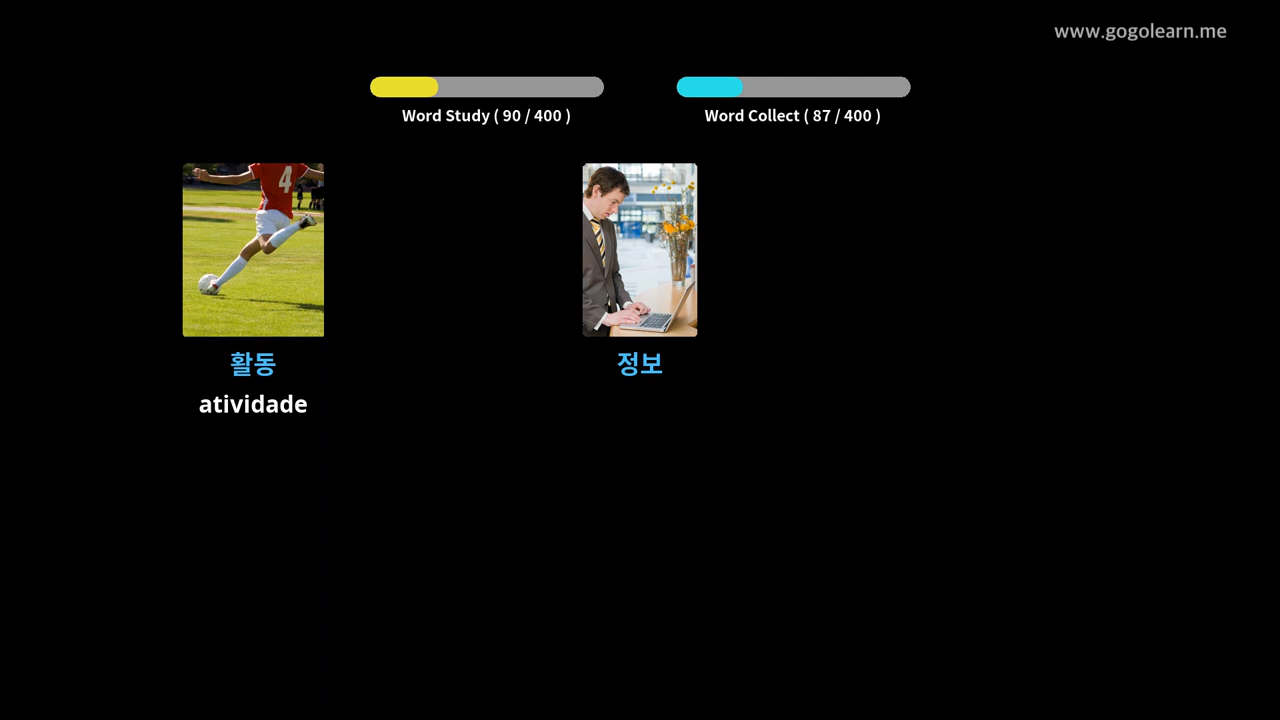 www.gogolearn.me
Word Study ( 90 / 400 )
Word Collect ( 87 / 400 )
4
활동
정보
atividade